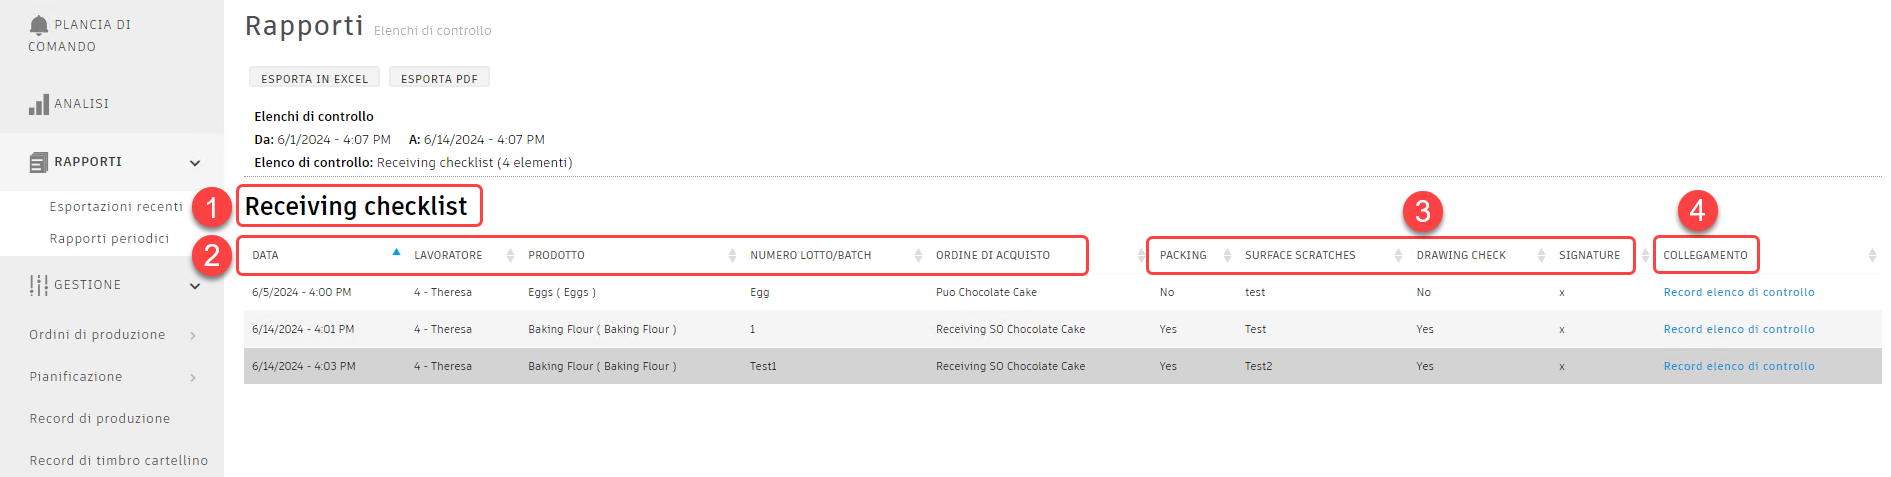 PLANCIA DI
COMANDO
ANALISI
RAPPORTI
Esportazioni recenti
Rapporti periodici
GESTIONE
Ordini di produzione
Pianificazione
Record di produzione
Record di timbro cartellino
Rapporti Elenchi di controllo
ESPORTA IN EXCEL ESPORTA PDF
Elenchi di controllo
Da: 6/1/2024 - 4:07 PM A: 6/14/2024 - 4:07 PM
Elenco di controllo: Receiving checklist (4 elementi)
1 Receiving checklist
3 4
2 DATA LAVORATORE PRODOTTO NUMERO LOTTO/BATCH ORDINE DI ACQUISTO PACKING SURFACE SCRATCHES DRAWING CHECK SIGNATURE COLLEGAMENTO
6/5/2024 - 4:00 PM 4 - Theresa Eggs ( Eggs ) Egg Puo Chocolate Cake No test No x Record elenco di controllo
6/14/2024 - 4:01 PM 4 - Theresa Baking Flour ( Baking Flour ) 1 Receiving SO Chocolate Cake Yes Test Yes x Record elenco di controllo
6/14/2024 - 4:03 PM 4 - Theresa Baking Flour ( Baking Flour ) Test1 Receiving SO Chocolate Cake Yes Test2 Yes x Record elenco di controllo